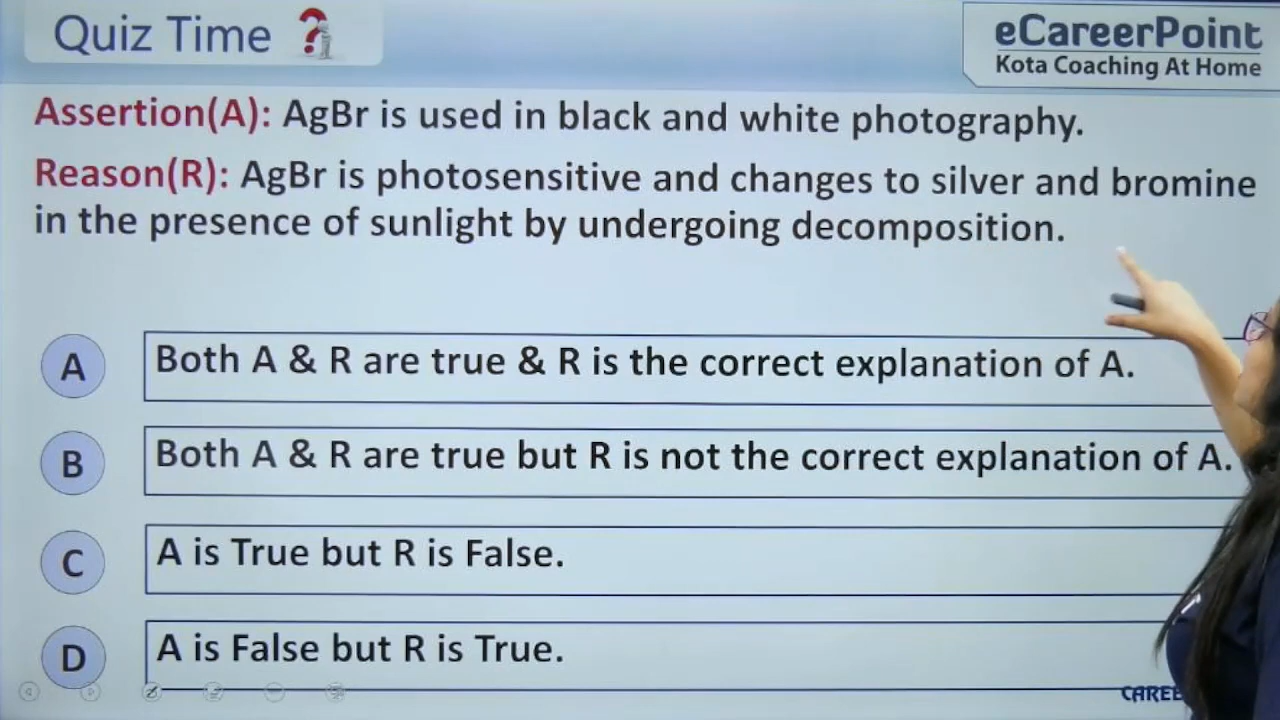 Quiz Time
eCareerPoint
Kota Coaching At Home
Assertion(A): AgBr is used in black and white photography.
Reason(R): AgBr is photosensitive and changes to silver and bromine
in the presence of sunlight by undergoing decomposition.
A Both A & R are true & R is the correct explanation of A.
B Both A & R are true but R is not the correct explanation of A.
C A is True but R is False.
D A is False but R is True.